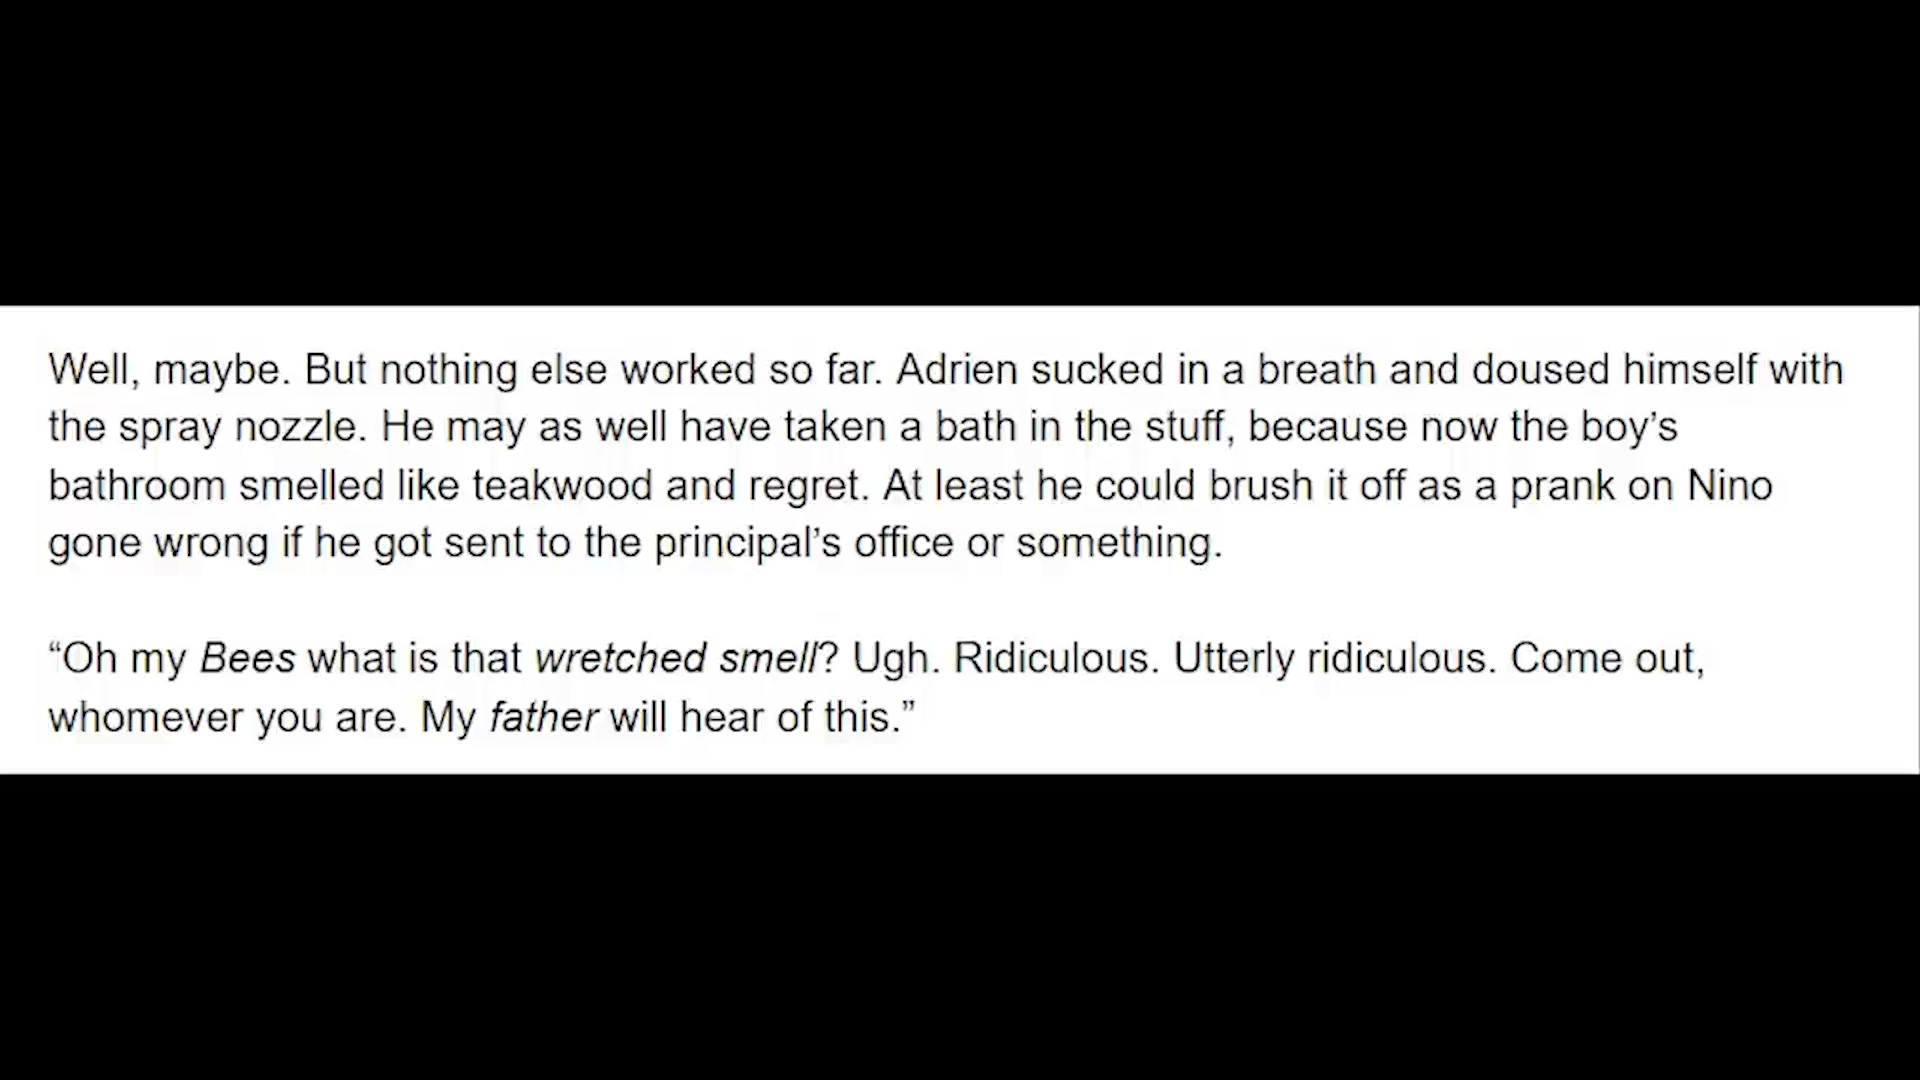 Well, maybe. But nothing else worked so far. Adrien sucked in a breath and doused himself with
the spray nozzle. He may as well have taken a bath in the stuff, because now the boy’s
bathroom smelled like teakwood and regret. At least he could brush it off as a prank on Nino
gone wrong if he got sent to the principal’s office or something.
“Oh my Bees what is that wretched smell? Ugh. Ridiculous. Utterly ridiculous. Come out,
whomever you are. My father will hear of this.”